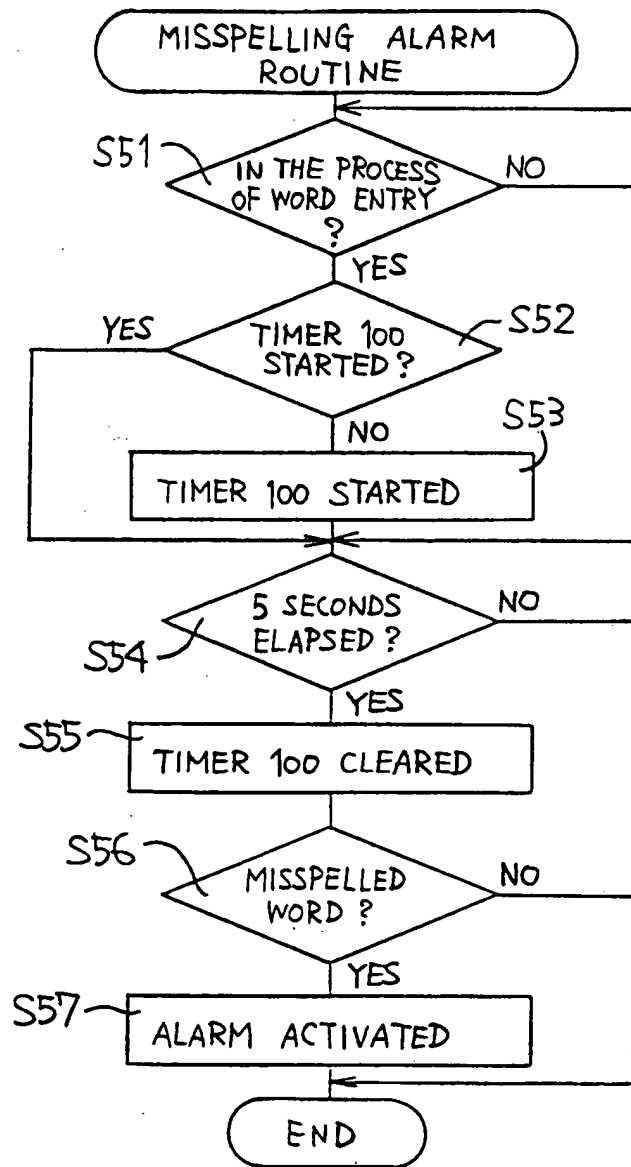 MISSPELLING ALARM
ROUTINE
S51
IN THE PROCESS
OF WORD ENTRY
?
NO
YES
YES
TIMER 100
STARTED?
S52
NO
S53
TIMER 100 STARTED
5 SECONDS
ELAPSED?
NO
S54
YES
S55
TIMER 100 CLEARED
S56
MISSPELLED
WORD?
NO
YES
S57
ALARM ACTIVATED
END